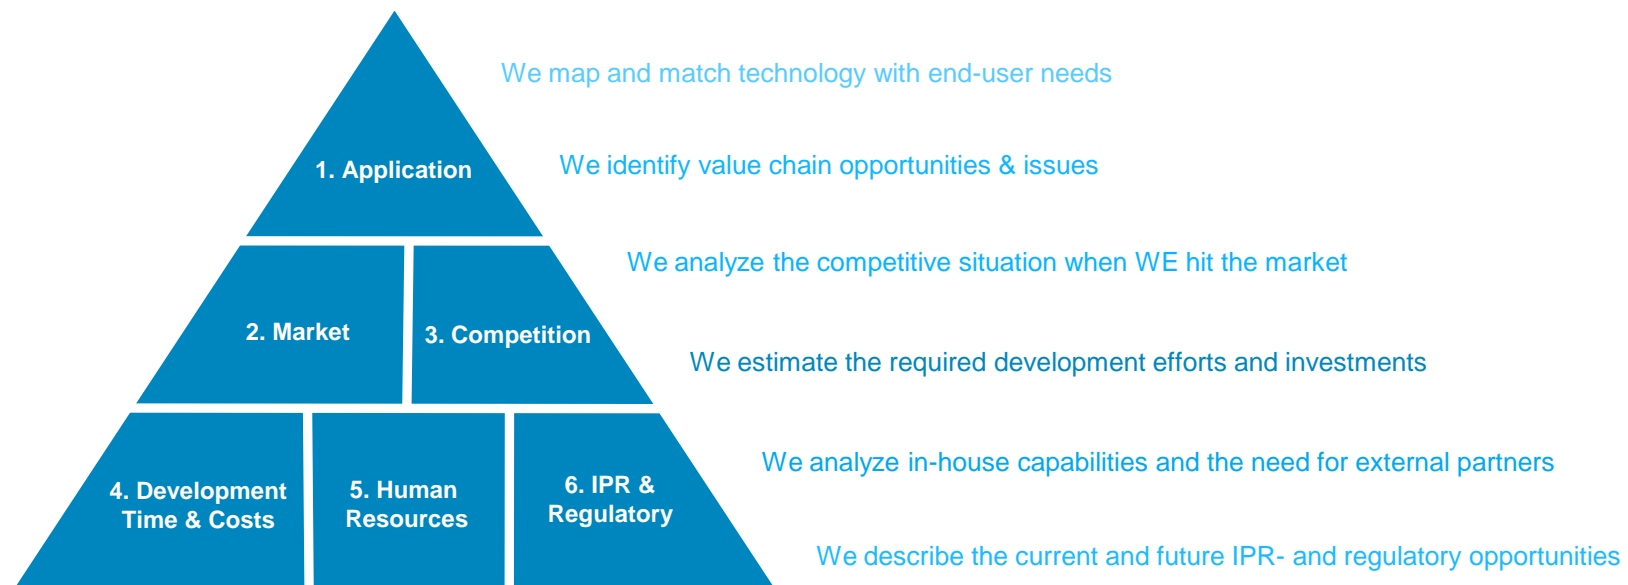 We map and match technology with end-user needs
1. Application
We identify value chain opportunities & issues
We analyze the competitive situation when WE hit the market
2. Market
3. Competition
We estimate the required development efforts and investments
We analyze in-house capabilities and the need for external partners
4. Development
Time & Costs
5. Human
Resources
6. IPR &
Regulatory
We describe the current and future IPR- and regulatory opportunities